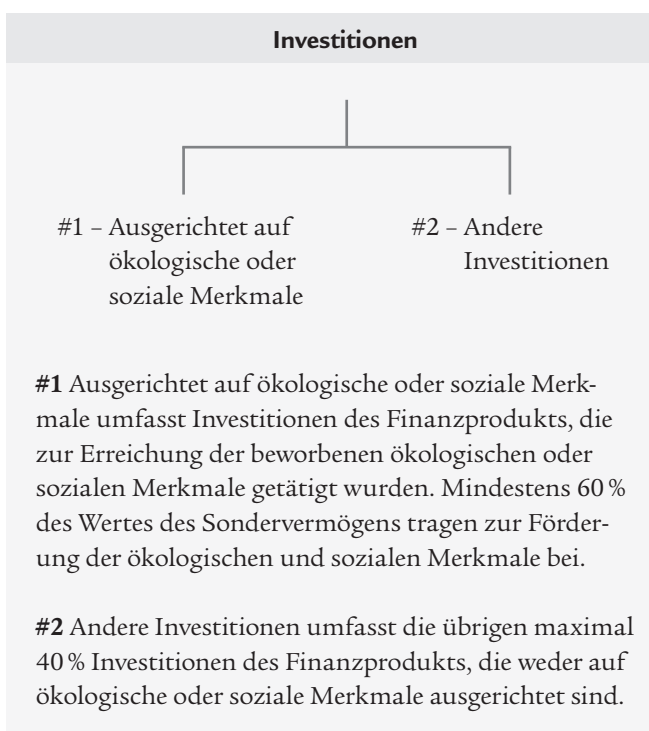 Investitionen
#1 – Ausgerichtet auf
ökologische oder
soziale Merkmale
#2 – Andere
Investitionen
#1 Ausgerichtet auf ökologische oder soziale Merk-
male umfasst Investitionen des Finanzprodukts, die
zur Erreichung der beworbenen ökologischen oder
sozialen Merkmale getätigt wurden. Mindestens 60 %
des Wertes des Sondervermögens tragen zur Förder-
ung der ökologischen und sozialen Merkmale bei.
#2 Andere Investitionen umfasst die übrigen maximal
40 % Investitionen des Finanzprodukts, die weder auf
ökologische oder soziale Merkmale ausgerichtet sind.